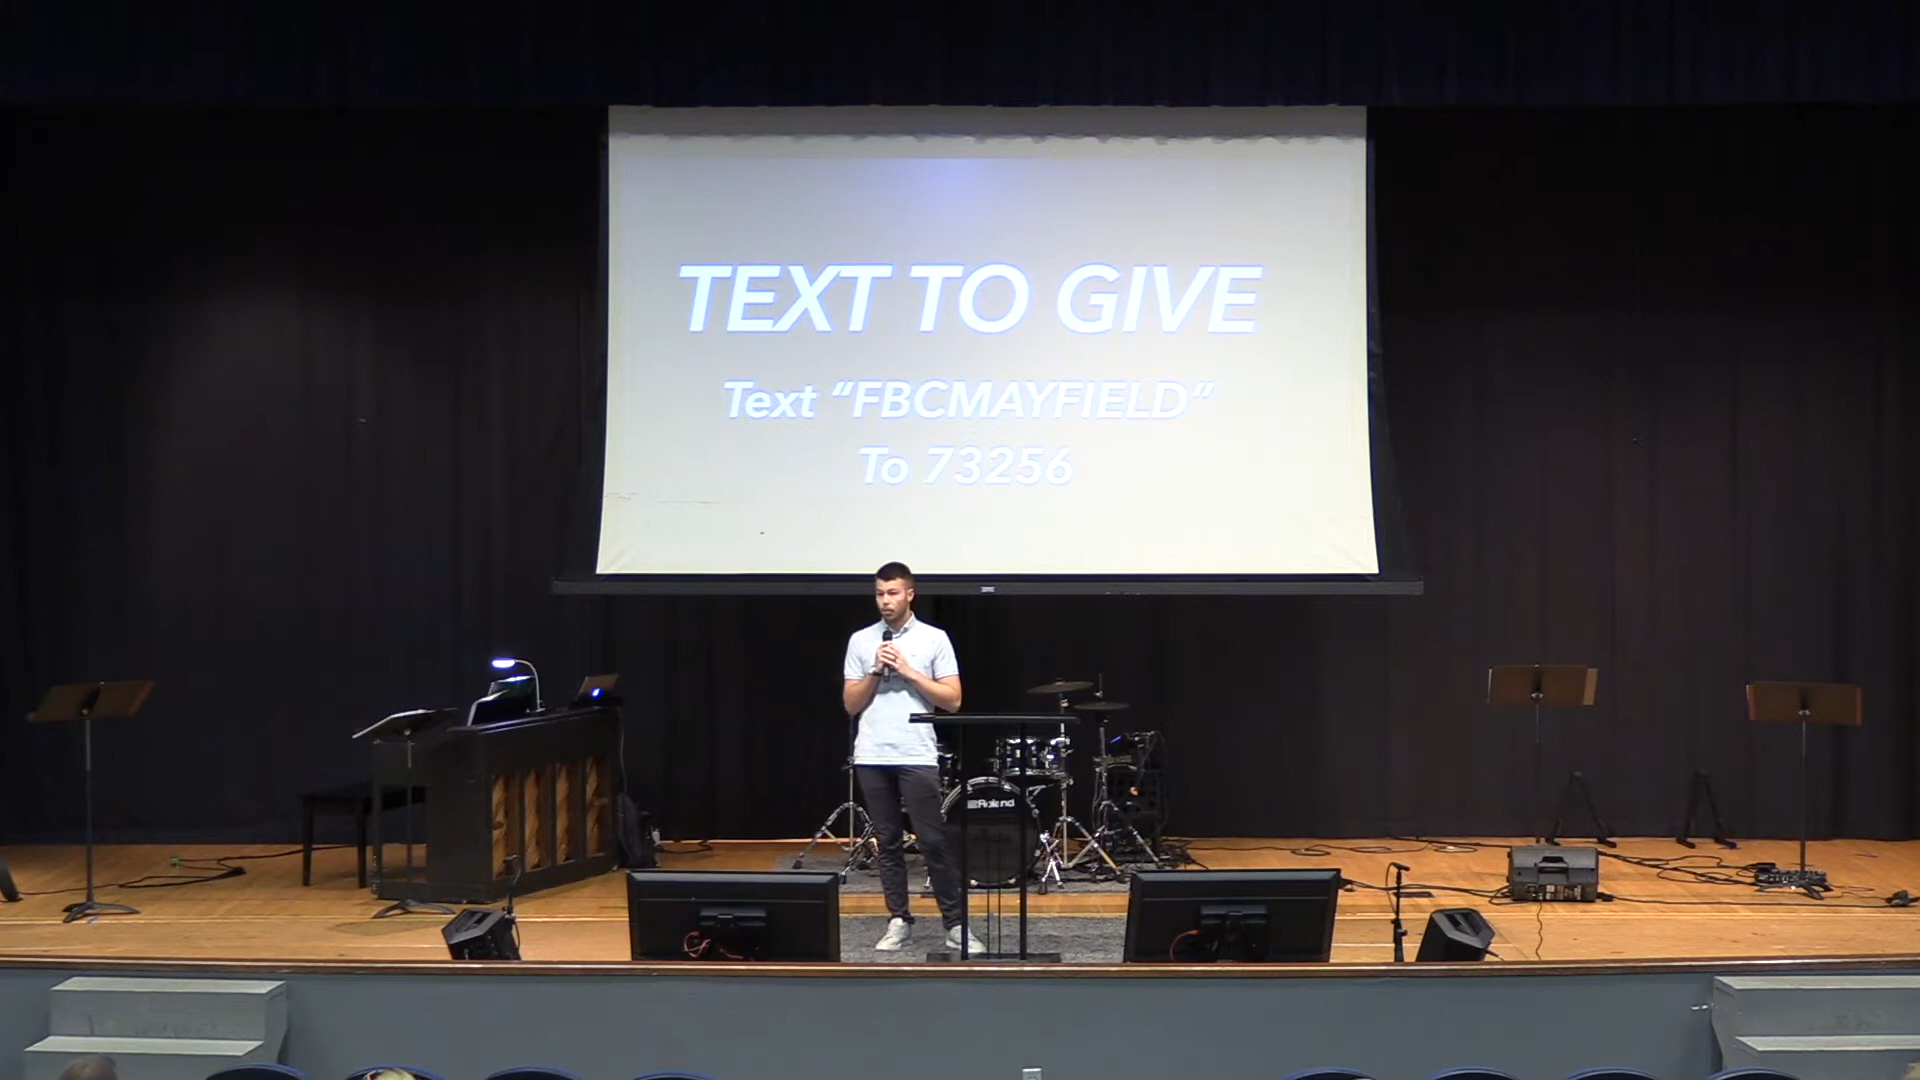 TEXT TO GIVE
Text “FBCMAYFIELD”
To 73256
Roland